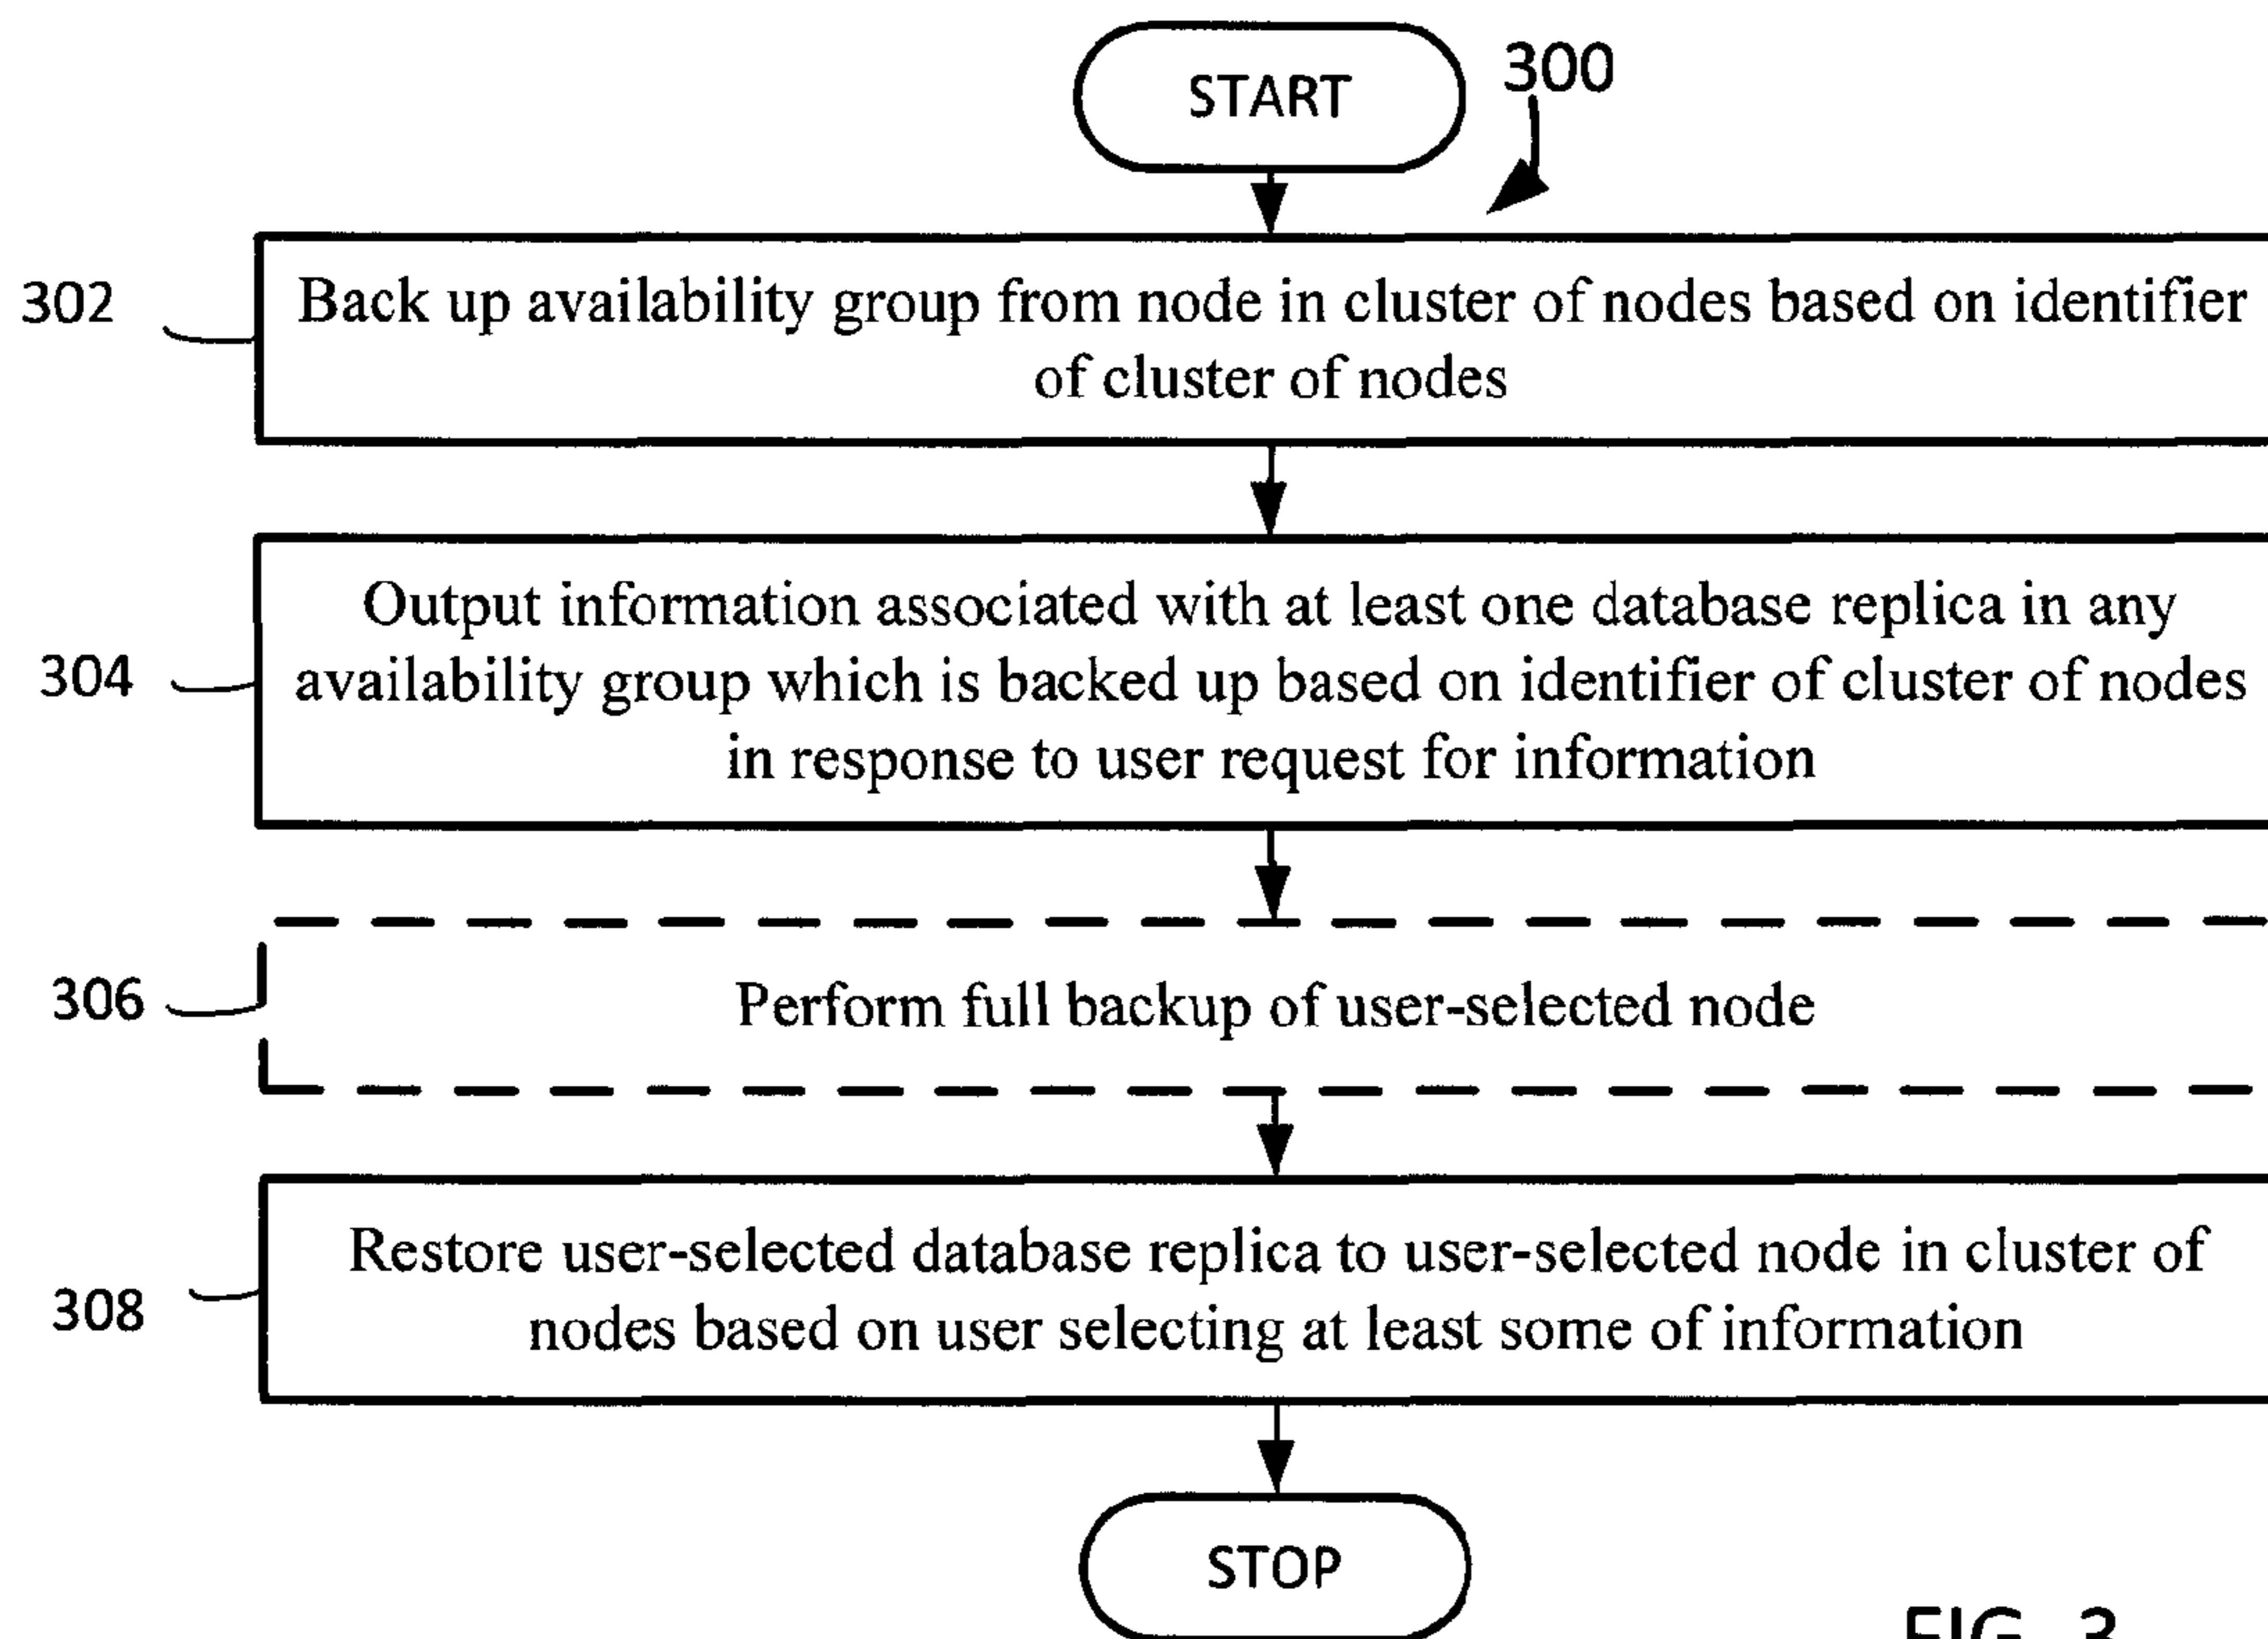 START
300
302
Back up availability group from node in cluster of nodes based on identifier
of cluster of nodes
304
Output information associated with at least one database replica in any
availability group which is backed up based on identifier of cluster of nodes
in response to user request for information
306
Perform full backup of user-selected node
308
Restore user-selected database replica to user-selected node in cluster of
nodes based on user selecting at least some of information
STOP
FIG. 3